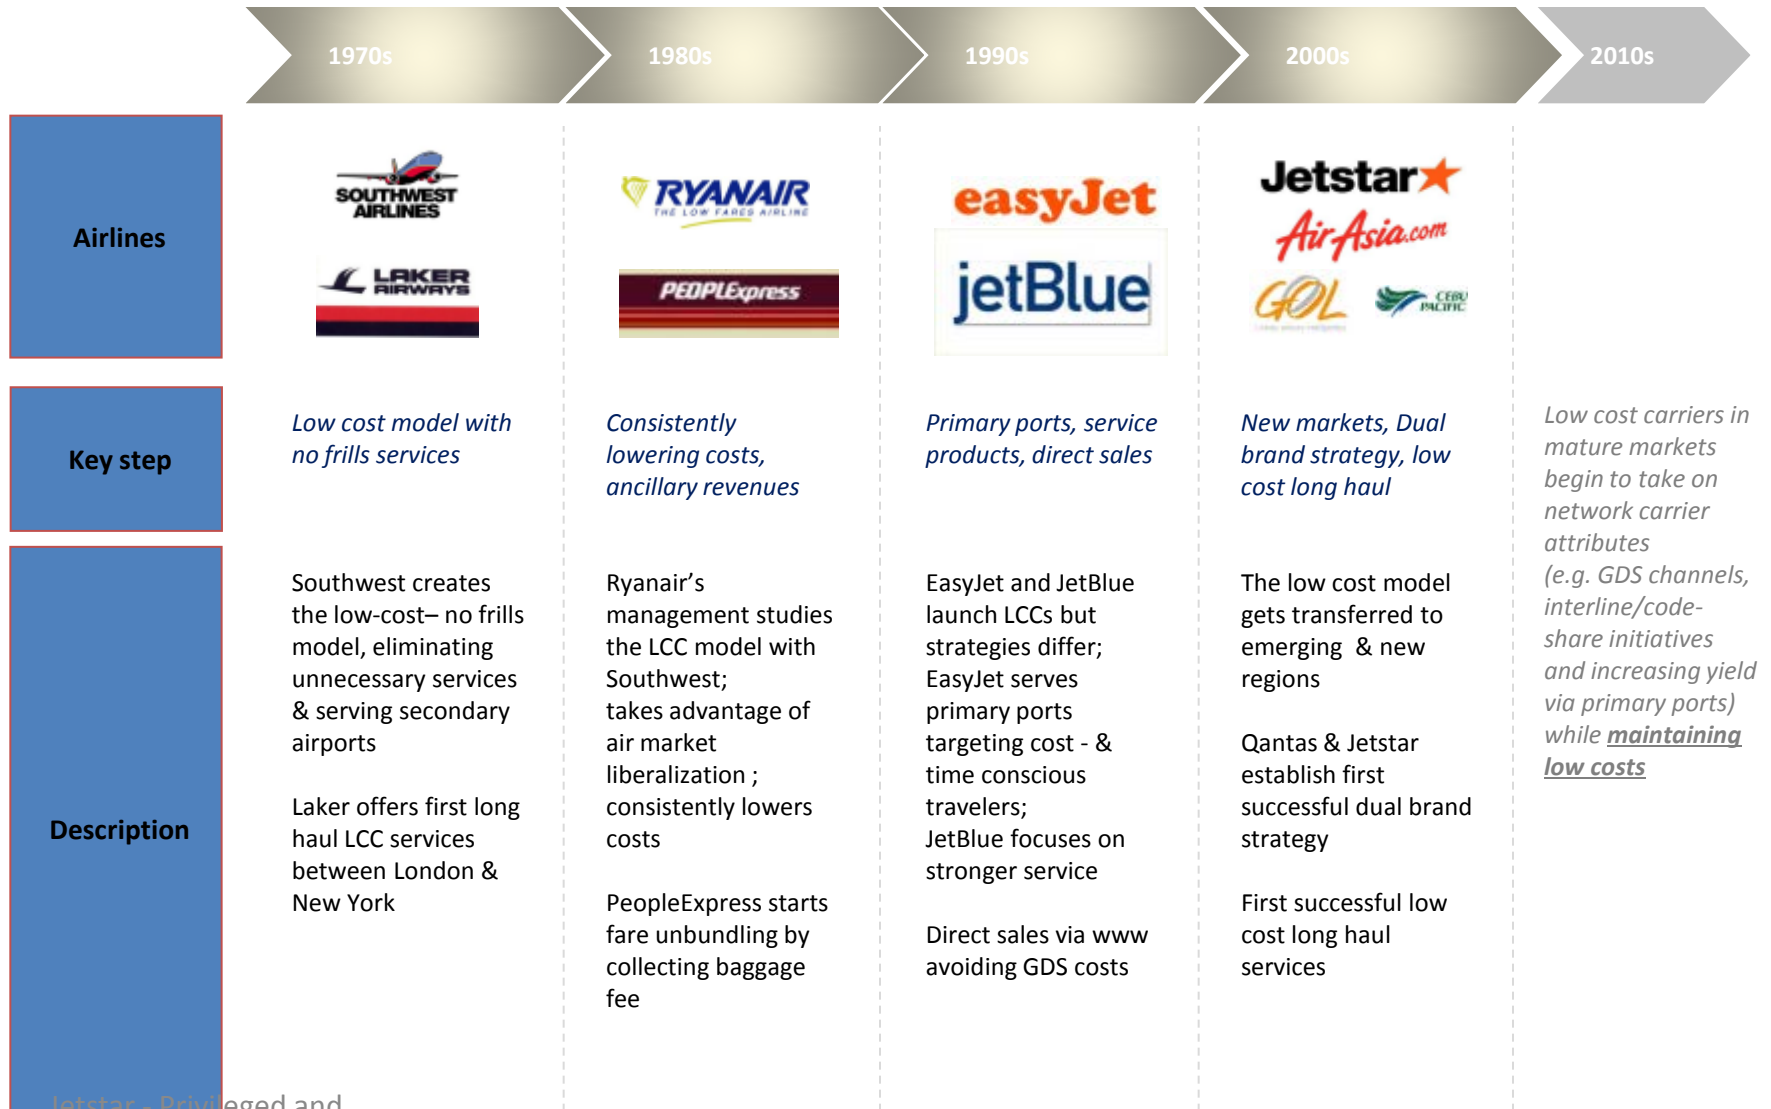 1970s
1980s
1990s
2000s
2010s
Airlines
SOUTHWEST
AIRLINES
LAKER
AIRWAYS
RYANAIR
THE LOW FARES AIRLINE
PEOPLExpress
easyJet
jetBlue
Jetstar
AirAsia.com
GOL
CEBU
PACIFIC
Key step
Low cost model with
no frills services
Consistently
lowering costs,
ancillary revenues
Primary ports, service
products, direct sales
New markets, Dual
brand strategy, low
cost long haul
Low cost carriers in
mature markets
begin to take on
network carrier
attributes
(e.g. GDS channels,
interline/code-
share initiatives
and increasing yield
via primary ports)
while maintaining
low costs
Description
Southwest creates
the low-cost– no frills
model, eliminating
unnecessary services
& serving secondary
airports
Laker offers first long
haul LCC services
between London &
New York
Ryanair’s
management studies
the LCC model with
Southwest;
takes advantage of
air market
liberalization ;
consistently lowers
costs
PeopleExpress starts
fare unbundling by
collecting baggage
fee
EasyJet and JetBlue
launch LCCs but
strategies differ;
EasyJet serves
primary ports
targeting cost - &
time conscious
travelers;
JetBlue focuses on
stronger service
Direct sales via www
avoiding GDS costs
The low cost model
gets transferred to
emerging & new
regions
Qantas & Jetstar
establish first
successful dual brand
strategy
First successful low
cost long haul
services
Jetstar - Privileged and